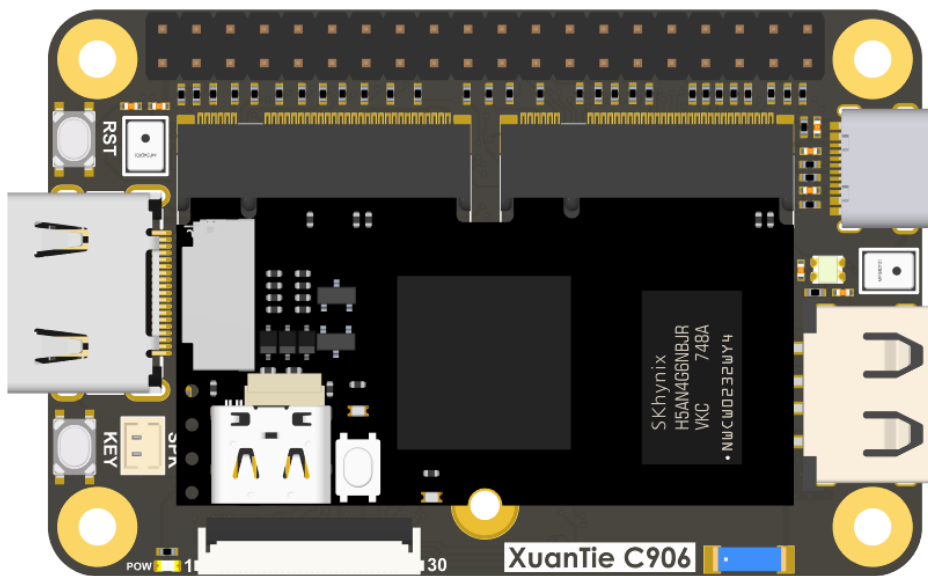 RST
SKhynix
H5AN4G6NBJR
VKC 748A
NWCW0232WY4
KEY
SPK
POW
1
30
XuanTie C906